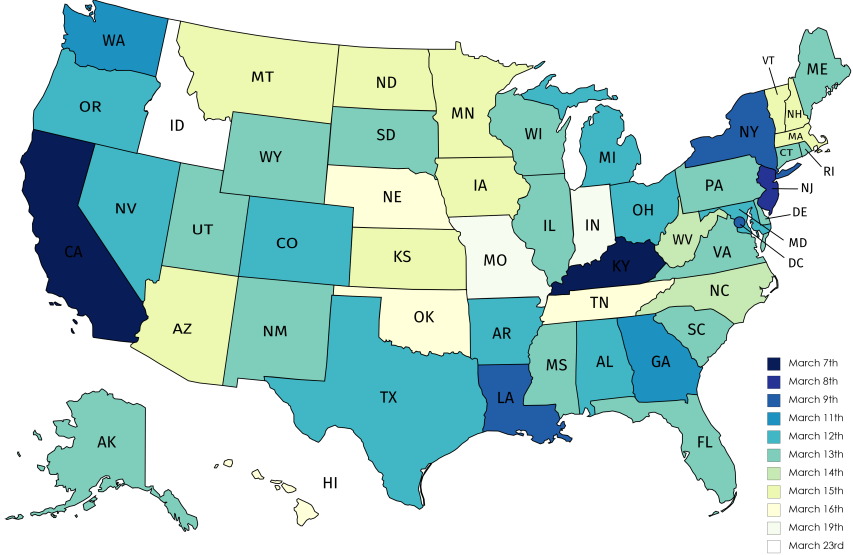 WA
OR
ID
MT
ND
MN
SD
WY
NE
IA
WI
MI
NY
VT
NH
ME
MA
CT
RI
NJ
PA
DE
MD
DC
NV
UT
CO
KS
MO
IL
IN
OH
WV
VA
KY
CA
AZ
NM
OK
AR
TN
NC
SC
MS
AL
GA
TX
LA
FL
AK
HI
March 7th
March 8th
March 9th
March 11th
March 12th
March 13th
March 14th
March 15th
March 16th
March 19th
March 23rd